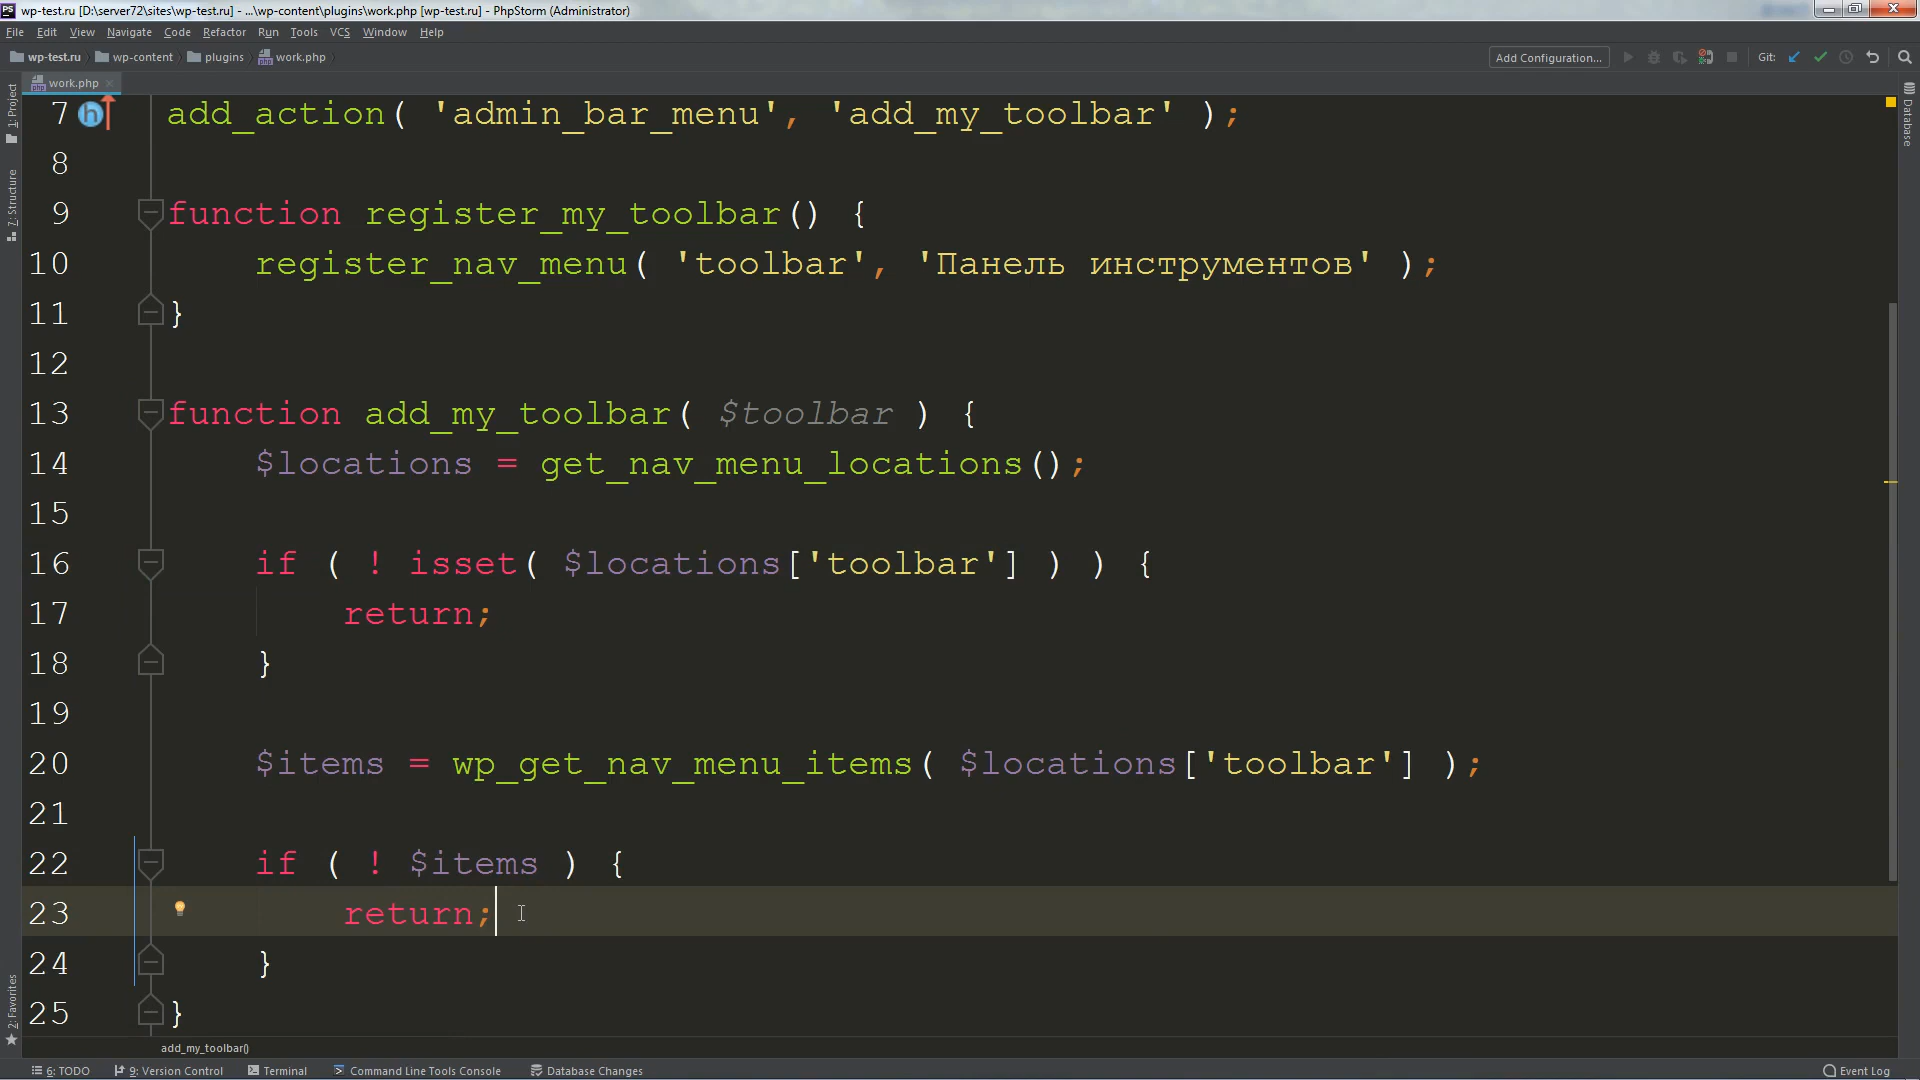 PS wp-test.ru [D:\server72\sites\wp-test.ru] - ...\wp-content\plugins\work.php [wp-test.ru] - PhpStorm (Administrator)
File Edit View Navigate Code Refactor Run Tools VCS Window Help
wp-test.ru wp-content plugins work.php Add Configuration... Git:
work.php
1: Project
7: Structure
2: Favorites
Database
7 add_action( 'admin_bar_menu', 'add_my_toolbar' );
8
9 function register_my_toolbar() {
10 register_nav_menu( 'toolbar', 'Панель инструментов' );
11 }
12
13 function add_my_toolbar( $toolbar ) {
14 $locations = get_nav_menu_locations();
15
16 if ( ! isset( $locations['toolbar'] ) ) {
17 return;
18 }
19
20 $items = wp_get_nav_menu_items( $locations['toolbar'] );
21
22 if ( ! $items ) {
23 return;
24 }
25 }
add_my_toolbar()
6: TODO 9: Version Control Terminal Command Line Tools Console Database Changes Event Log